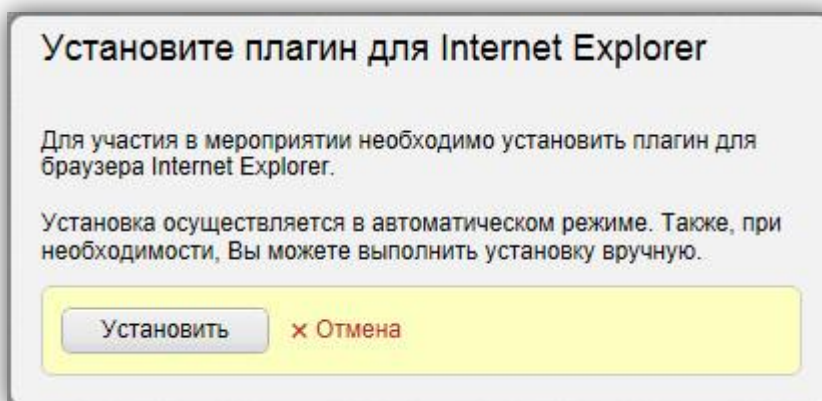 Установите плагин для Internet Explorer
Для участия в мероприятии необходимо установить плагин для
браузера Internet Explorer.
Установка осуществляется в автоматическом режиме. Также, при
необходимости, Вы можете выполнить установку вручную.
Установить × Отмена